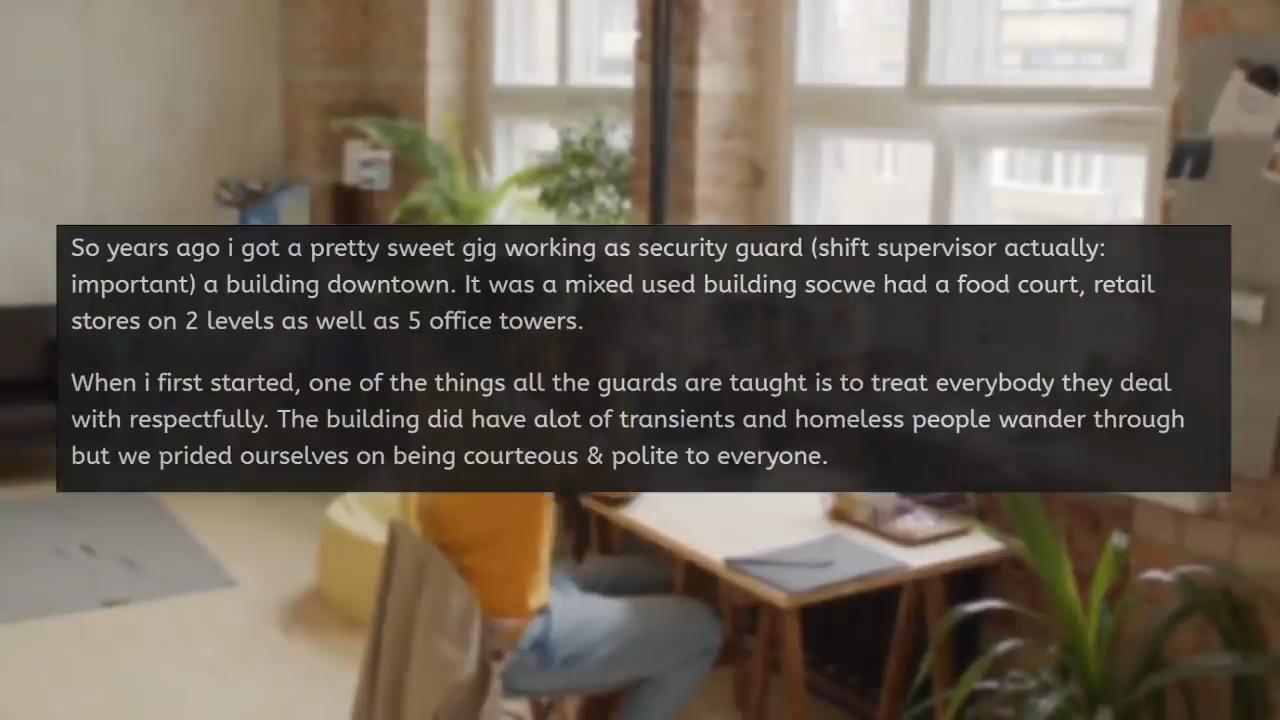 So years ago i got a pretty sweet gig working as security guard (shift supervisor actually:
important) a building downtown. It was a mixed used building socwe had a food court, retail
stores on 2 levels as well as 5 office towers.
When i first started, one of the things all the guards are taught is to treat everybody they deal
with respectfully. The building did have alot of transients and homeless people wander through
but we prided ourselves on being courteous & polite to everyone.